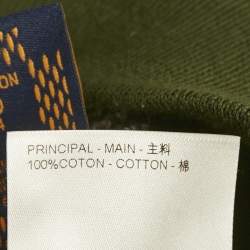 PRINCIPAL - MAIN - 主料
100%COTON - COTTON - 棉